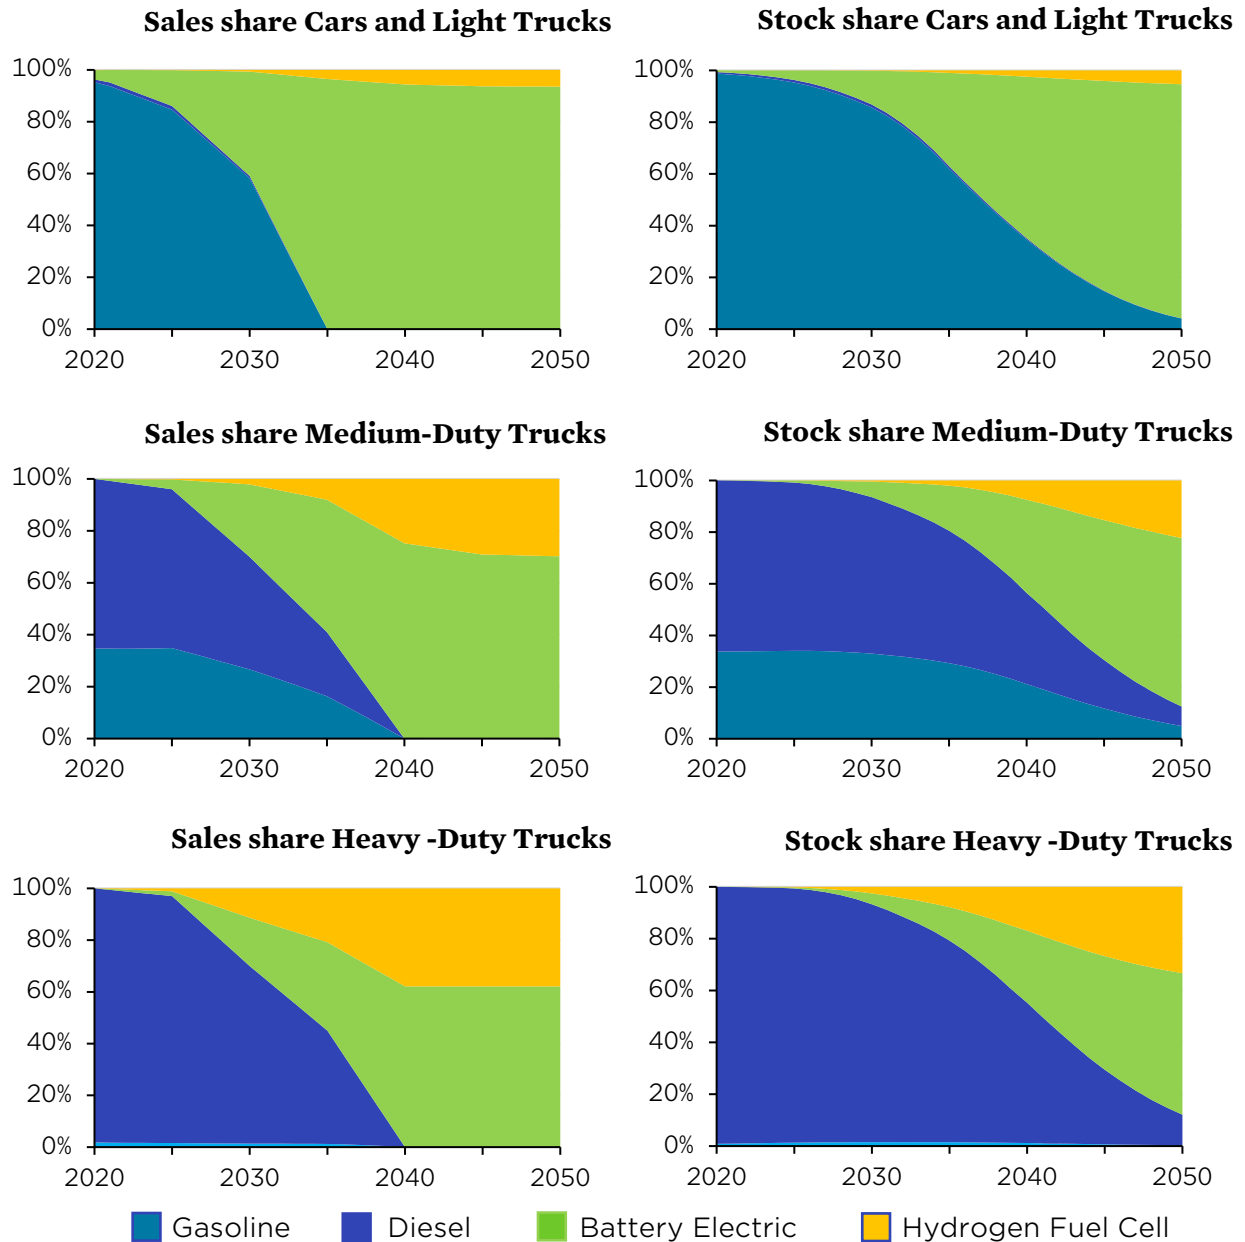 Sales share Cars and Light Trucks
100%
80%
60%
40%
20%
0%
2020 2030 2040 2050
Stock share Cars and Light Trucks
100%
80%
60%
40%
20%
0%
2020 2030 2040 2050
Sales share Medium-Duty Trucks
100%
80%
60%
40%
20%
0%
2020 2030 2040 2050
Stock share Medium-Duty Trucks
100%
80%
60%
40%
20%
0%
2020 2030 2040 2050
Sales share Heavy -Duty Trucks
100%
80%
60%
40%
20%
0%
2020 2030 2040 2050
Stock share Heavy -Duty Trucks
100%
80%
60%
40%
20%
0%
2020 2030 2040 2050
Gasoline Diesel Battery Electric Hydrogen Fuel Cell